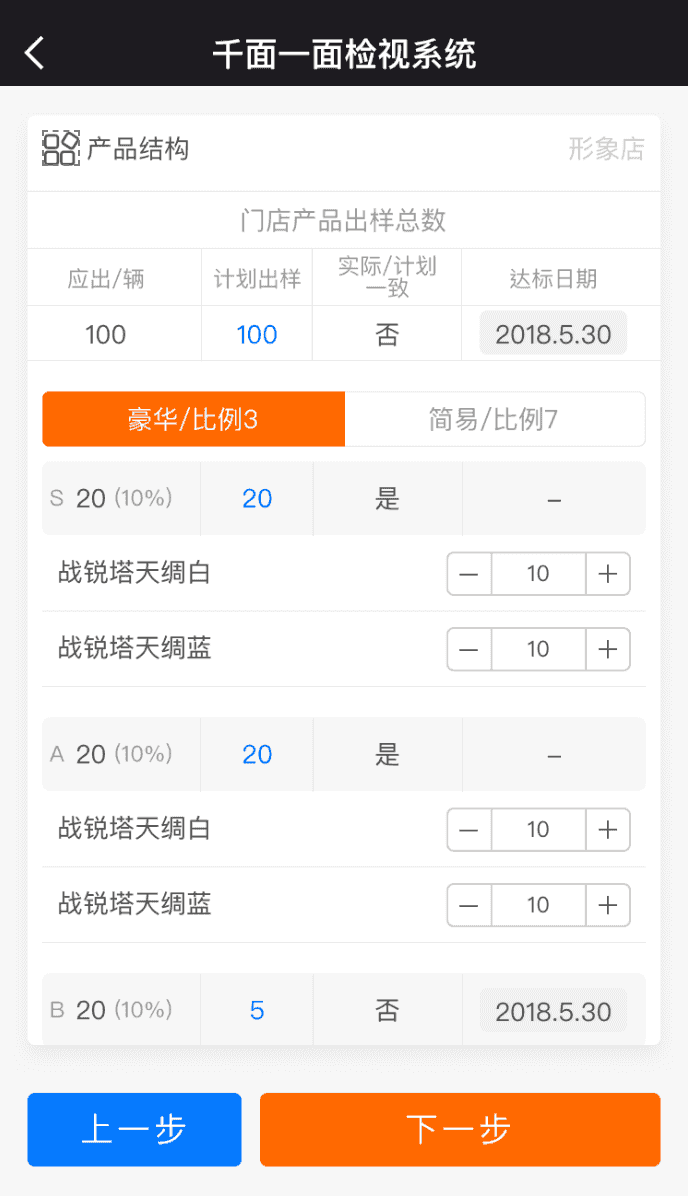 千面一面检视系统
产品结构 形象店
门店产品出样总数
应出/辆 计划出样 实际/计划一致 达标日期
100 100 否 2018.5.30
豪华/比例3 简易/比例7
S 20 (10%) 20 是 –
战锐塔天绸白 — 10 +
战锐塔天绸蓝 — 10 +
A 20 (10%) 20 是 –
战锐塔天绸白 — 10 +
战锐塔天绸蓝 — 10 +
B 20 (10%) 5 否 2018.5.30
上一步 下一步